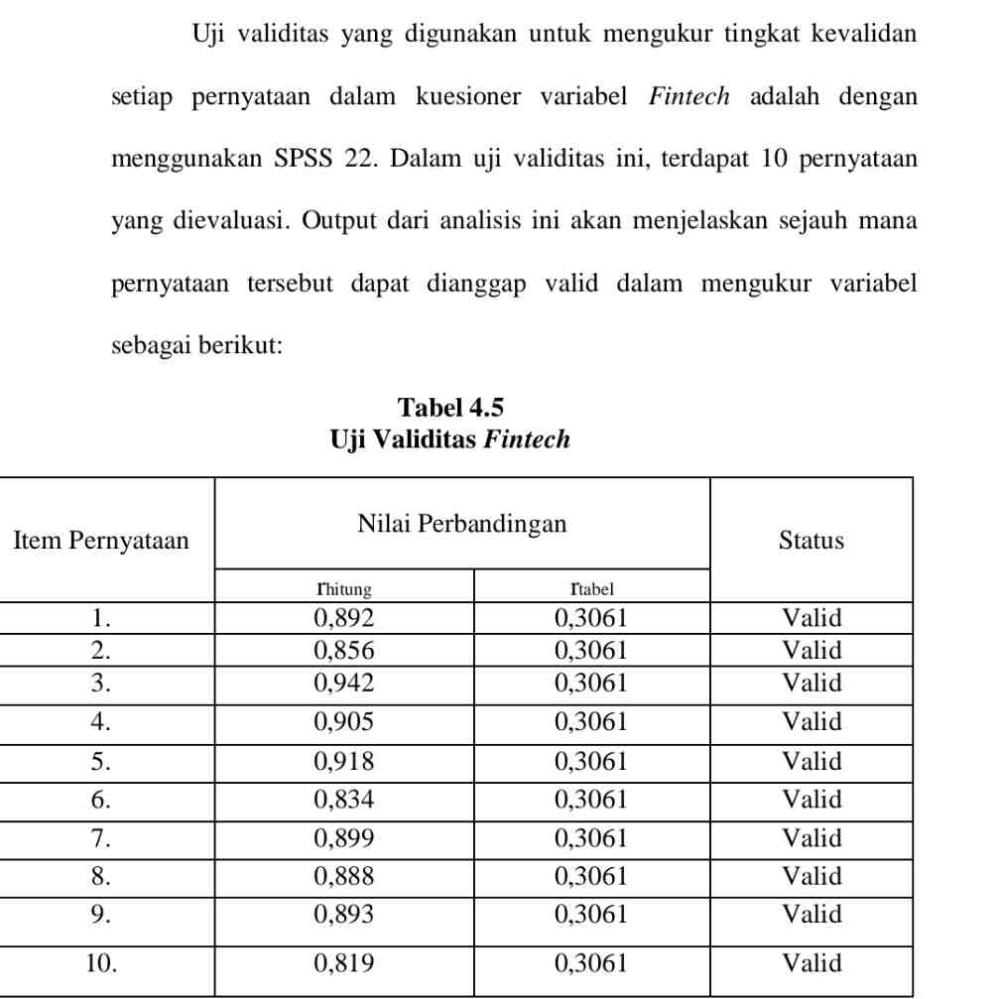 Uji validitas yang digunakan untuk mengukur tingkat kevalidan
setiap pernyataan dalam kuesioner variabel Fintech adalah dengan
menggunakan SPSS 22. Dalam uji validitas ini, terdapat 10 pernyataan
yang dievaluasi. Output dari analisis ini akan menjelaskan sejauh mana
pernyataan tersebut dapat dianggap valid dalam mengukur variabel
sebagai berikut:
Tabel 4.5
Uji Validitas Fintech
Item Pernyataan Nilai Perbandingan Status
rhitung rtabel
1. 0,892 0,3061 Valid
2. 0,856 0,3061 Valid
3. 0,942 0,3061 Valid
4. 0,905 0,3061 Valid
5. 0,918 0,3061 Valid
6. 0,834 0,3061 Valid
7. 0,899 0,3061 Valid
8. 0,888 0,3061 Valid
9. 0,893 0,3061 Valid
10. 0,819 0,3061 Valid